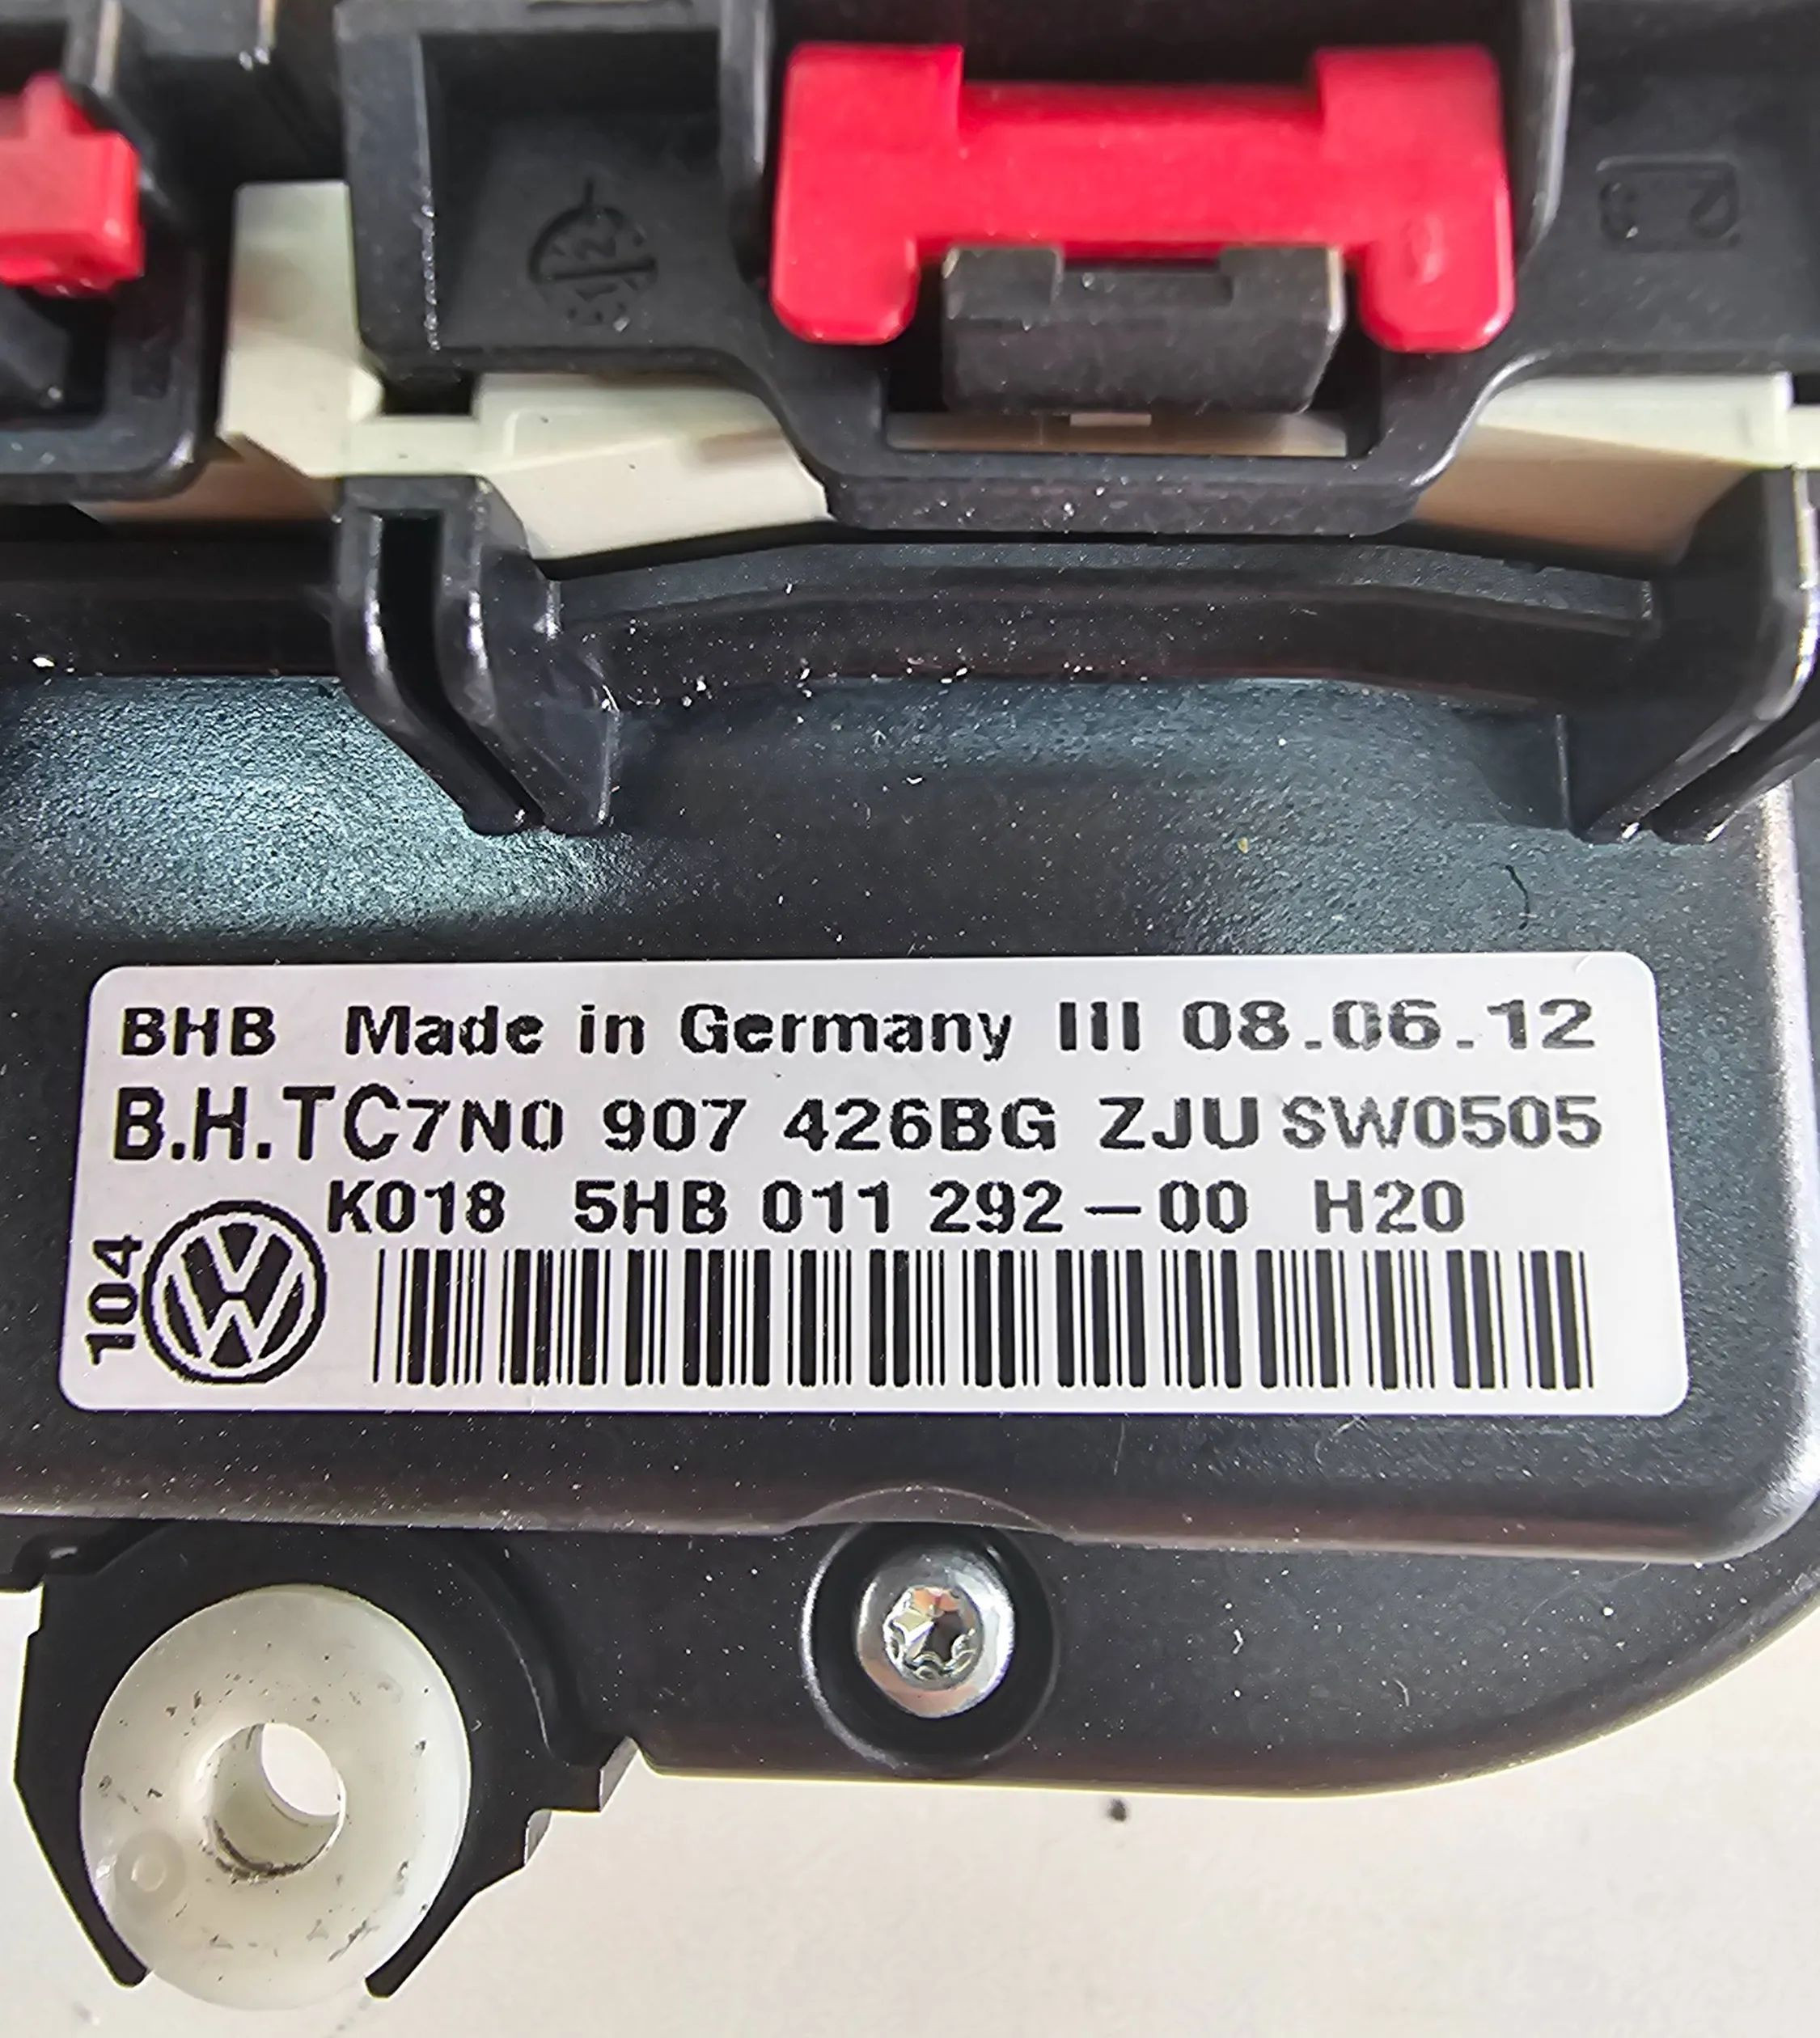 BHB Made in Germany III 08.06.12
B.H.TC7N0 907 426BG ZJU SW0505
K018 5HB 011 292-00 H20
104